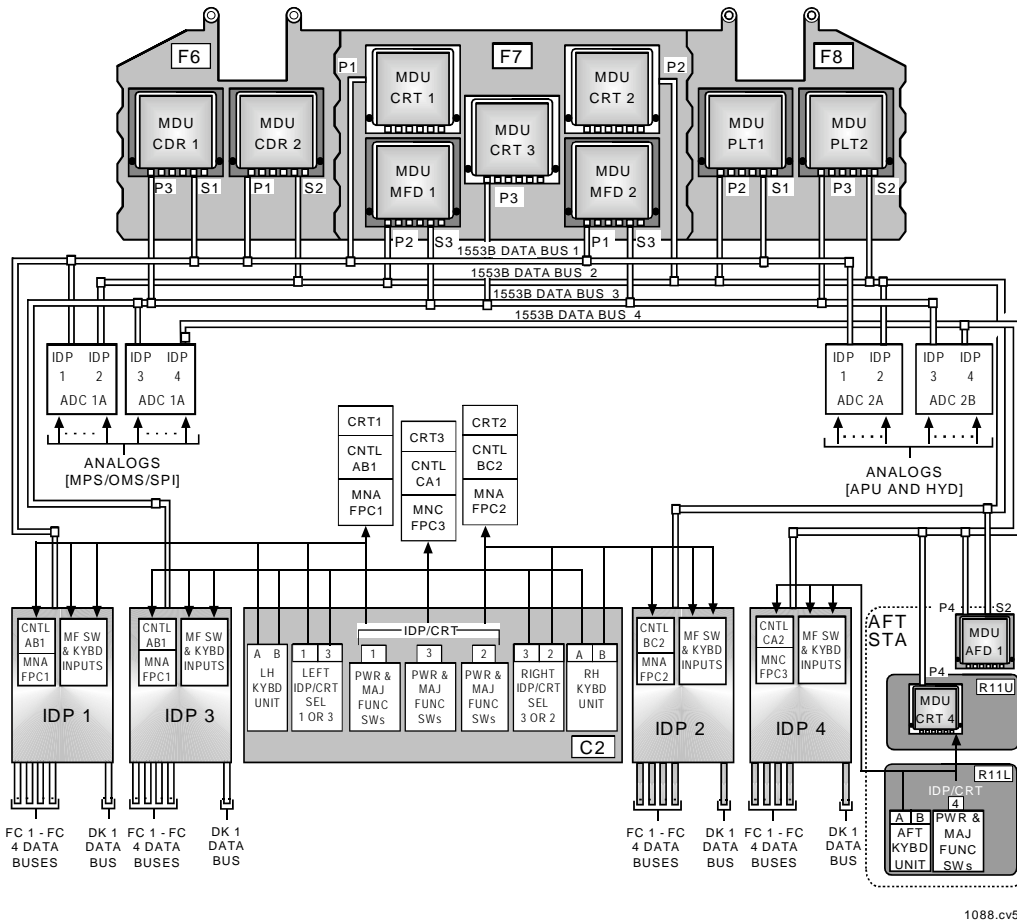 F6
F7
F8
P1
P2
MDU
CRT 1
MDU
CRT 2
MDU
CDR 1
MDU
CDR 2
MDU
CRT 3
MDU
PLT1
MDU
PLT2
MDU
MFD 1
MDU
MFD 2
P3
S1
P1
S2
P3
P2
S1
P3
S2
P2
S3
P1
S3
1553B DATA BUS 1
1553B DATA BUS 2
1553B DATA BUS 3
1553B DATA BUS 4
IDP IDP
1 2
ADC 1A
IDP IDP
3 4
ADC 1A
IDP IDP
1 2
ADC 2A
IDP IDP
3 4
ADC 2B
ANALOGS
[MPS/OMS/SPI]
ANALOGS
[APU AND HYD]
CRT1
CNTL
AB1
MNA
FPC1
CRT3
CNTL
CA1
MNC
FPC3
CRT2
CNTL
BC2
MNA
FPC2
CNTL
AB1
MNA
FPC1
MF SW
& KYBD
INPUTS
IDP 1
CNTL
AB1
MNA
FPC1
MF SW
& KYBD
INPUTS
IDP 3
IDP/CRT
A B
LH
KYBD
UNIT
1 3
LEFT
IDP/CRT
SEL
1 OR 3
1
PWR &
MAJ
FUNC
SWs
3
PWR &
MAJ
FUNC
SWs
2
PWR &
MAJ
FUNC
SWs
3 2
RIGHT
IDP/CRT
SEL
3 OR 2
A B
RH
KYBD
UNIT
C2
CNTL
BC2
MNA
FPC2
MF SW
& KYBD
INPUTS
IDP 2
CNTL
CA2
MNC
FPC3
MF SW
& KYBD
INPUTS
IDP 4
P4
S2
AFT
STA
MDU
AFD 1
P4
R11U
MDU
CRT 4
R11L
IDP/CRT
4
A B
AFT
KYBD
UNIT
PWR &
MAJ
FUNC
SWs
FC 1 - FC
4 DATA
BUSES
DK 1
DATA
BUS
FC 1 - FC
4 DATA
BUSES
DK 1
DATA
BUS
FC 1 - FC
4 DATA
BUSES
DK 1
DATA
BUS
FC 1 - FC
4 DATA
BUSES
DK 1
DATA
BUS
1088.cv5